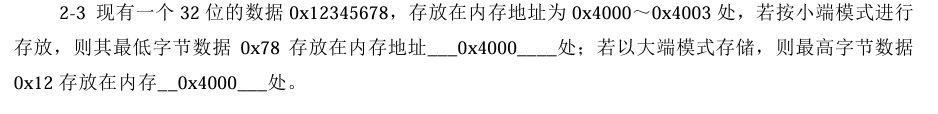 2-3 现有一个 32 位的数据 0x12345678，存放在内存地址为 0x4000～0x4003 处，若按小端模式进行
存放，则其最低字节数据 0x78 存放在内存地址___0x4000____处；若以大端模式存储，则最高字节数据
0x12 存放在内存__0x4000___处。